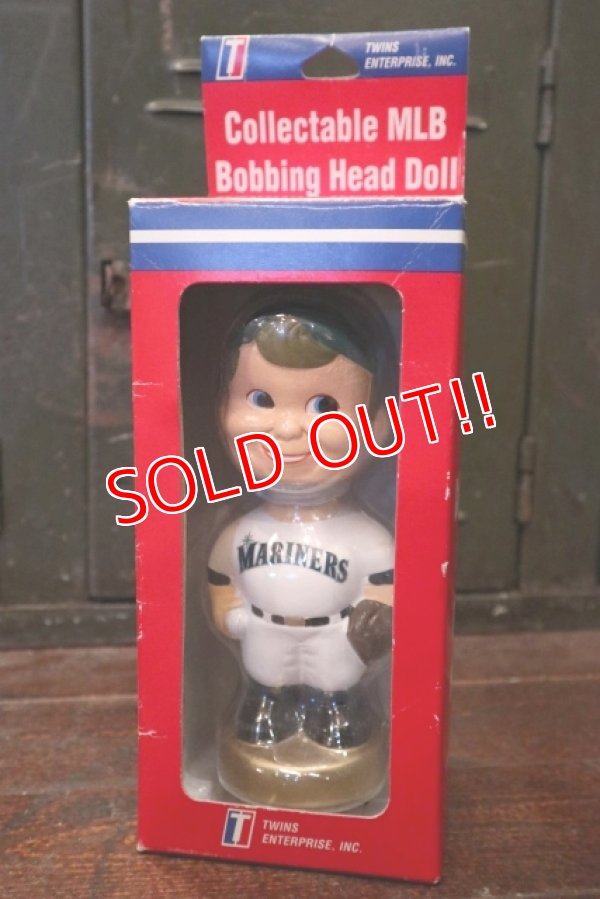 T
TWINS
ENTERPRISE, INC.
Collectable MLB
Bobbing Head Doll
SOLD OUT!!
MARINERS
T
TWINS
ENTERPRISE, INC.